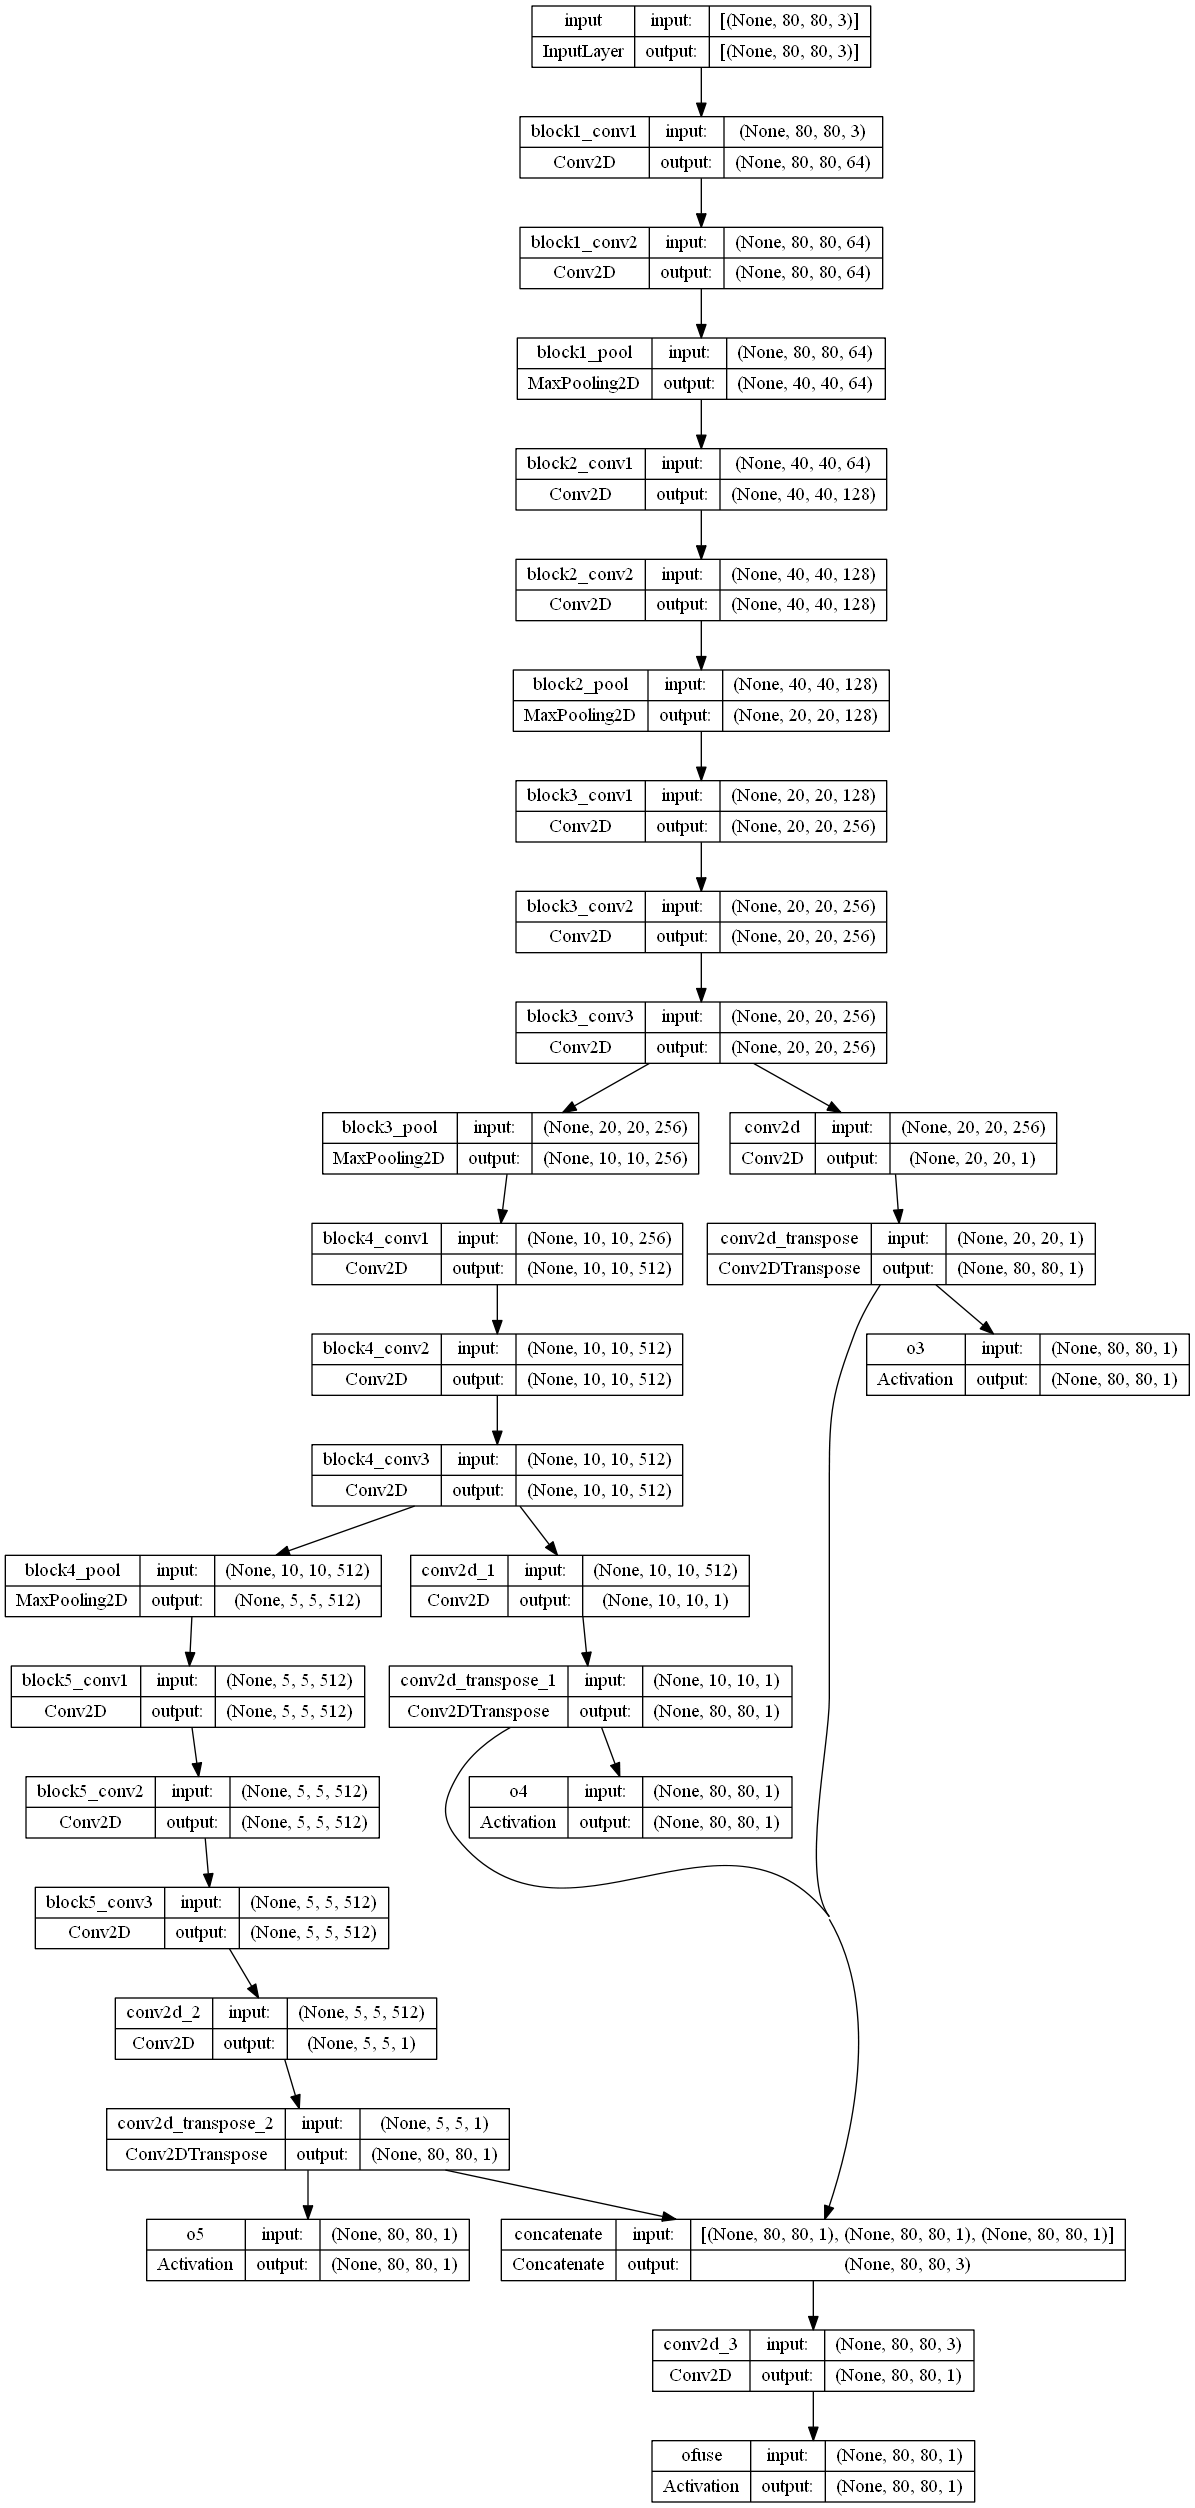 input input: [(None, 80, 80, 3)]
InputLayer output: [(None, 80, 80, 3)]
block1_conv1 input: (None, 80, 80, 3)
Conv2D output: (None, 80, 80, 64)
block1_conv2 input: (None, 80, 80, 64)
Conv2D output: (None, 80, 80, 64)
block1_pool input: (None, 80, 80, 64)
MaxPooling2D output: (None, 40, 40, 64)
block2_conv1 input: (None, 40, 40, 64)
Conv2D output: (None, 40, 40, 128)
block2_conv2 input: (None, 40, 40, 128)
Conv2D output: (None, 40, 40, 128)
block2_pool input: (None, 40, 40, 128)
MaxPooling2D output: (None, 20, 20, 128)
block3_conv1 input: (None, 20, 20, 128)
Conv2D output: (None, 20, 20, 256)
block3_conv2 input: (None, 20, 20, 256)
Conv2D output: (None, 20, 20, 256)
block3_conv3 input: (None, 20, 20, 256)
Conv2D output: (None, 20, 20, 256)
block3_pool input: (None, 20, 20, 256)
MaxPooling2D output: (None, 10, 10, 256)
conv2d input: (None, 20, 20, 256)
Conv2D output: (None, 20, 20, 1)
block4_conv1 input: (None, 10, 10, 256)
Conv2D output: (None, 10, 10, 512)
conv2d_transpose input: (None, 20, 20, 1)
Conv2DTranspose output: (None, 80, 80, 1)
block4_conv2 input: (None, 10, 10, 512)
Conv2D output: (None, 10, 10, 512)
o3 input: (None, 80, 80, 1)
Activation output: (None, 80, 80, 1)
block4_conv3 input: (None, 10, 10, 512)
Conv2D output: (None, 10, 10, 512)
block4_pool input: (None, 10, 10, 512)
MaxPooling2D output: (None, 5, 5, 512)
conv2d_1 input: (None, 10, 10, 512)
Conv2D output: (None, 10, 10, 1)
block5_conv1 input: (None, 5, 5, 512)
Conv2D output: (None, 5, 5, 512)
conv2d_transpose_1 input: (None, 10, 10, 1)
Conv2DTranspose output: (None, 80, 80, 1)
block5_conv2 input: (None, 5, 5, 512)
Conv2D output: (None, 5, 5, 512)
o4 input: (None, 80, 80, 1)
Activation output: (None, 80, 80, 1)
block5_conv3 input: (None, 5, 5, 512)
Conv2D output: (None, 5, 5, 512)
conv2d_2 input: (None, 5, 5, 512)
Conv2D output: (None, 5, 5, 1)
conv2d_transpose_2 input: (None, 5, 5, 1)
Conv2DTranspose output: (None, 80, 80, 1)
o5 input: (None, 80, 80, 1)
Activation output: (None, 80, 80, 1)
concatenate input: [(None, 80, 80, 1), (None, 80, 80, 1), (None, 80, 80, 1)]
Concatenate output: (None, 80, 80, 3)
conv2d_3 input: (None, 80, 80, 3)
Conv2D output: (None, 80, 80, 1)
ofuse input: (None, 80, 80, 1)
Activation output: (None, 80, 80, 1)